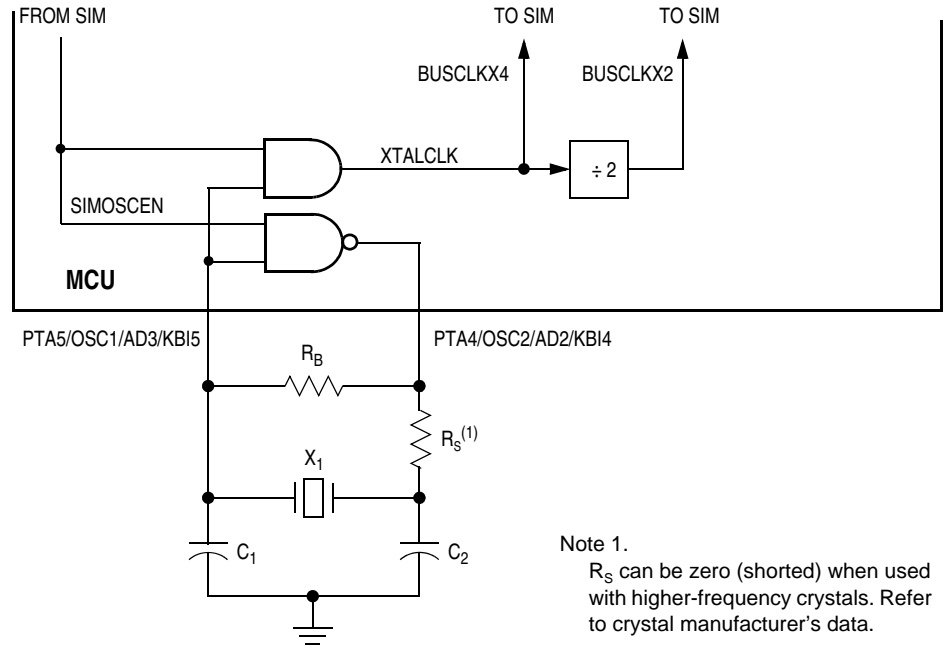 FROM SIM
TO SIM
TO SIM
BUSCLKX4
BUSCLKX2
XTALCLK
÷ 2
SIMOSCEN
MCU
PTA5/OSC1/AD3/KBI5
PTA4/OSC2/AD2/KBI4
RB
RS(1)
X1
C1
C2
Note 1.
RS can be zero (shorted) when used
with higher-frequency crystals. Refer
to crystal manufacturer's data.